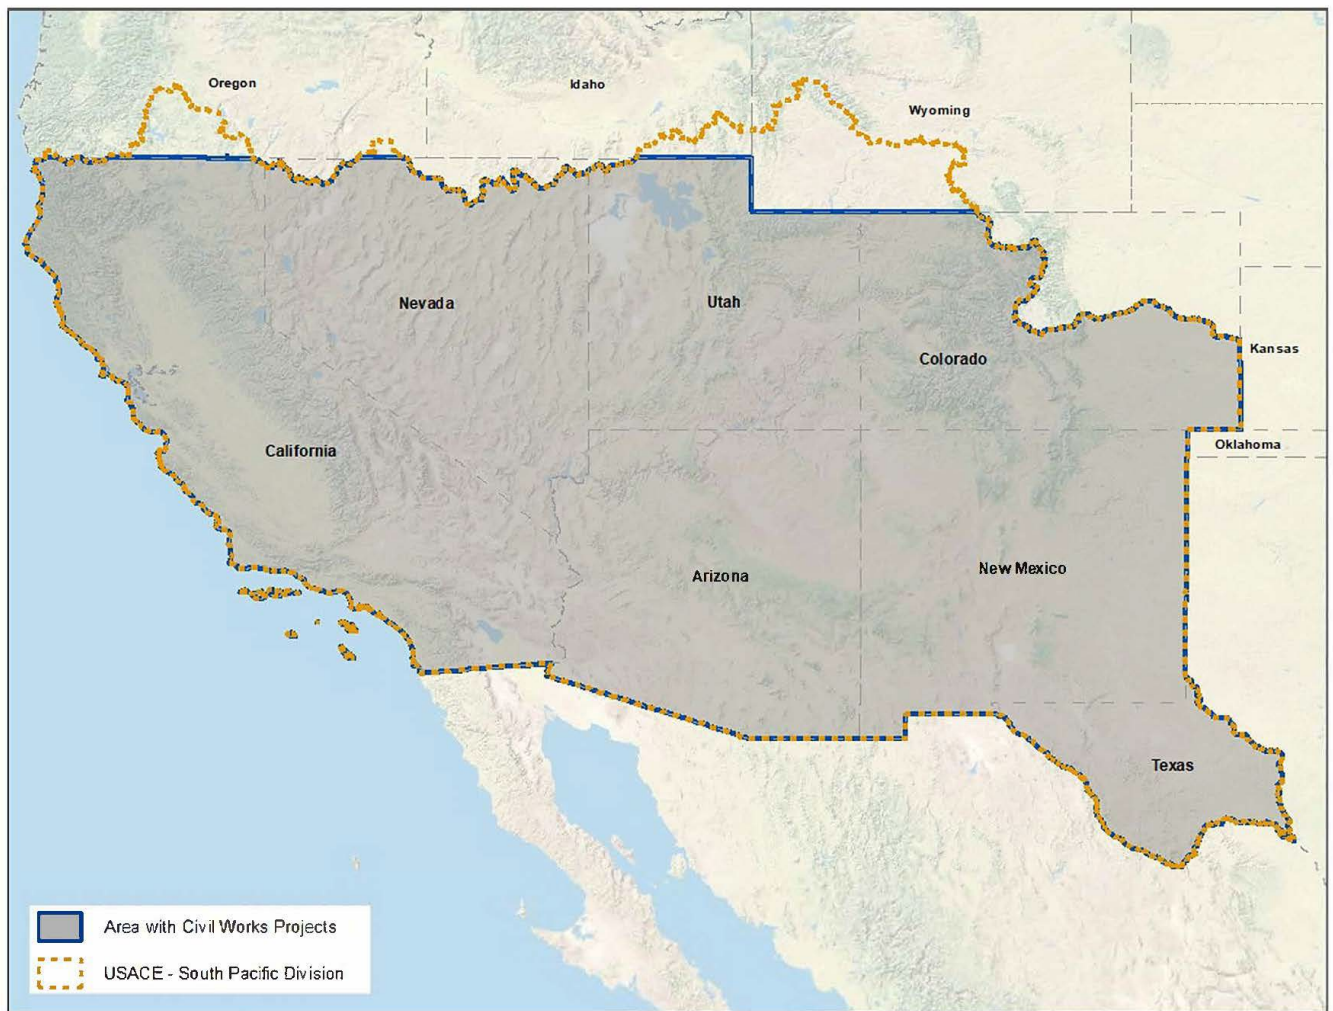 Oregon
Idaho
Wyoming
Nevada
Utah
Colorado
Kansas
California
Oklahoma
Arizona
New Mexico
Texas
Area with Civil Works Projects
USACE - South Pacific Division